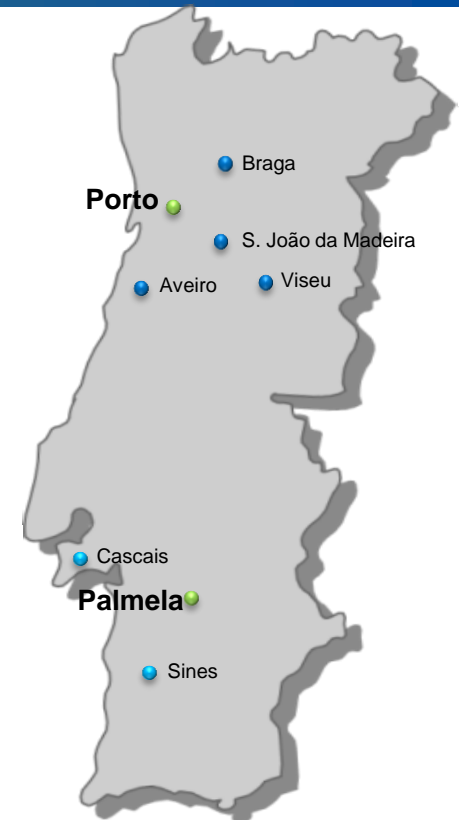 Braga
Porto
S. João da Madeira
Aveiro
Viseu
Cascais
Palmela
Sines